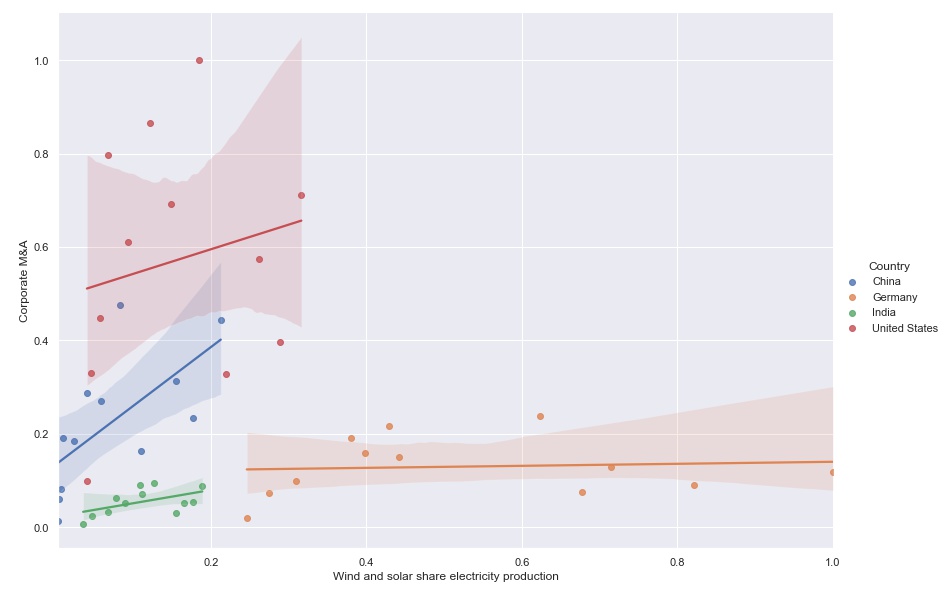 1.0
0.8
0.6
0.4
0.2
0.0
Corporate M&A
0.2
0.4
0.6
0.8
1.0
Wind and solar share electricity production
Country
China
Germany
India
United States